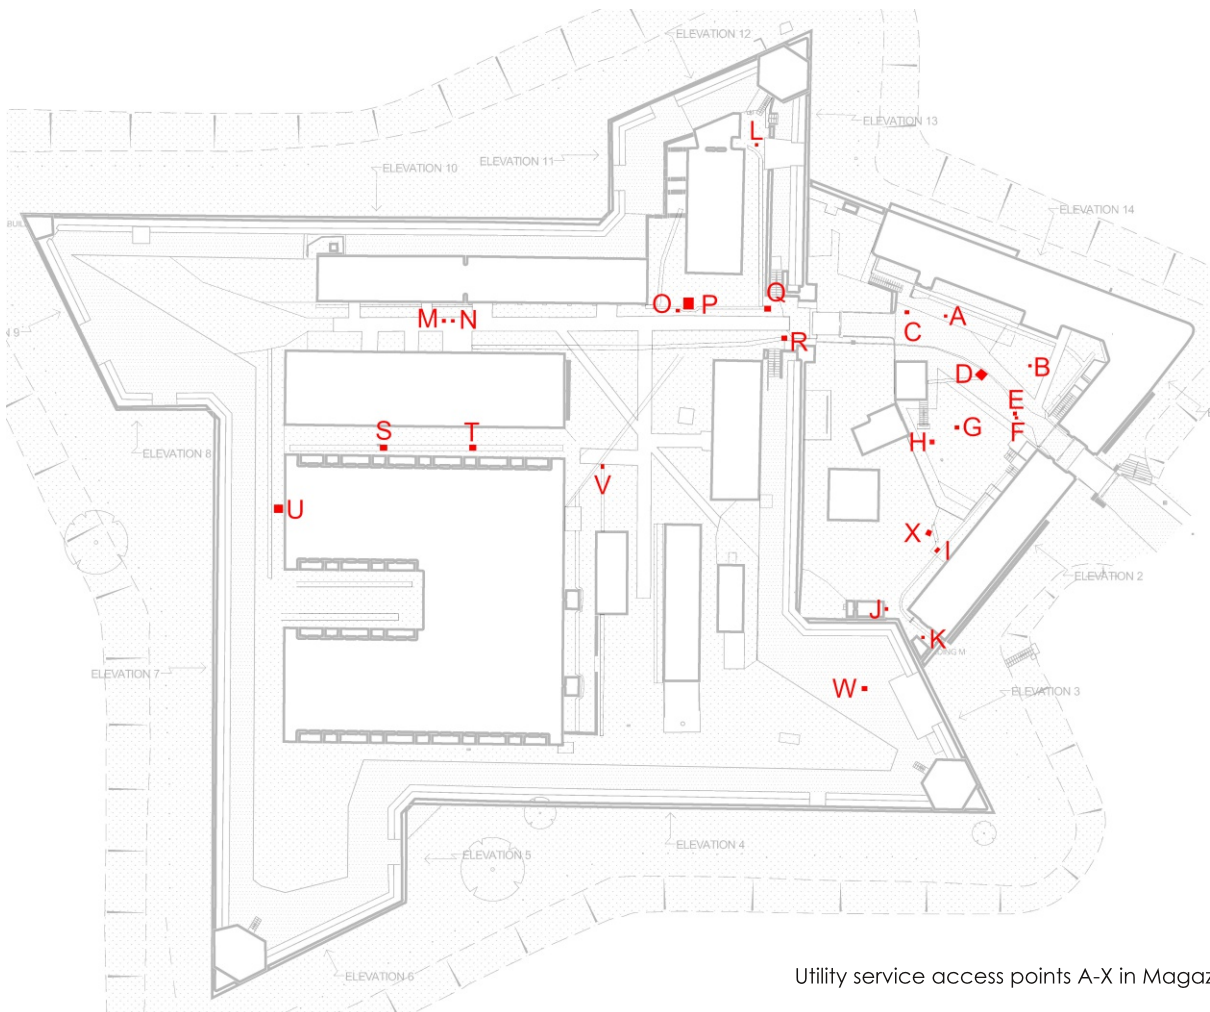 ELEVATION 12
ELEVATION 13
L
ELEVATION 11
ELEVATION 10
ELEVATION 14
Q
O P
A
C
M N
R
N 9
B
D
E
F
G
S T
H
ELEVATION 8
V
U
X
I
ELEVATION 2
J
K
ELEVATION 7
W
ELEVATION 3
ELEVATION 4
ELEVATION 5
ELEVATION 6
Utility service access points A-X in Magaz